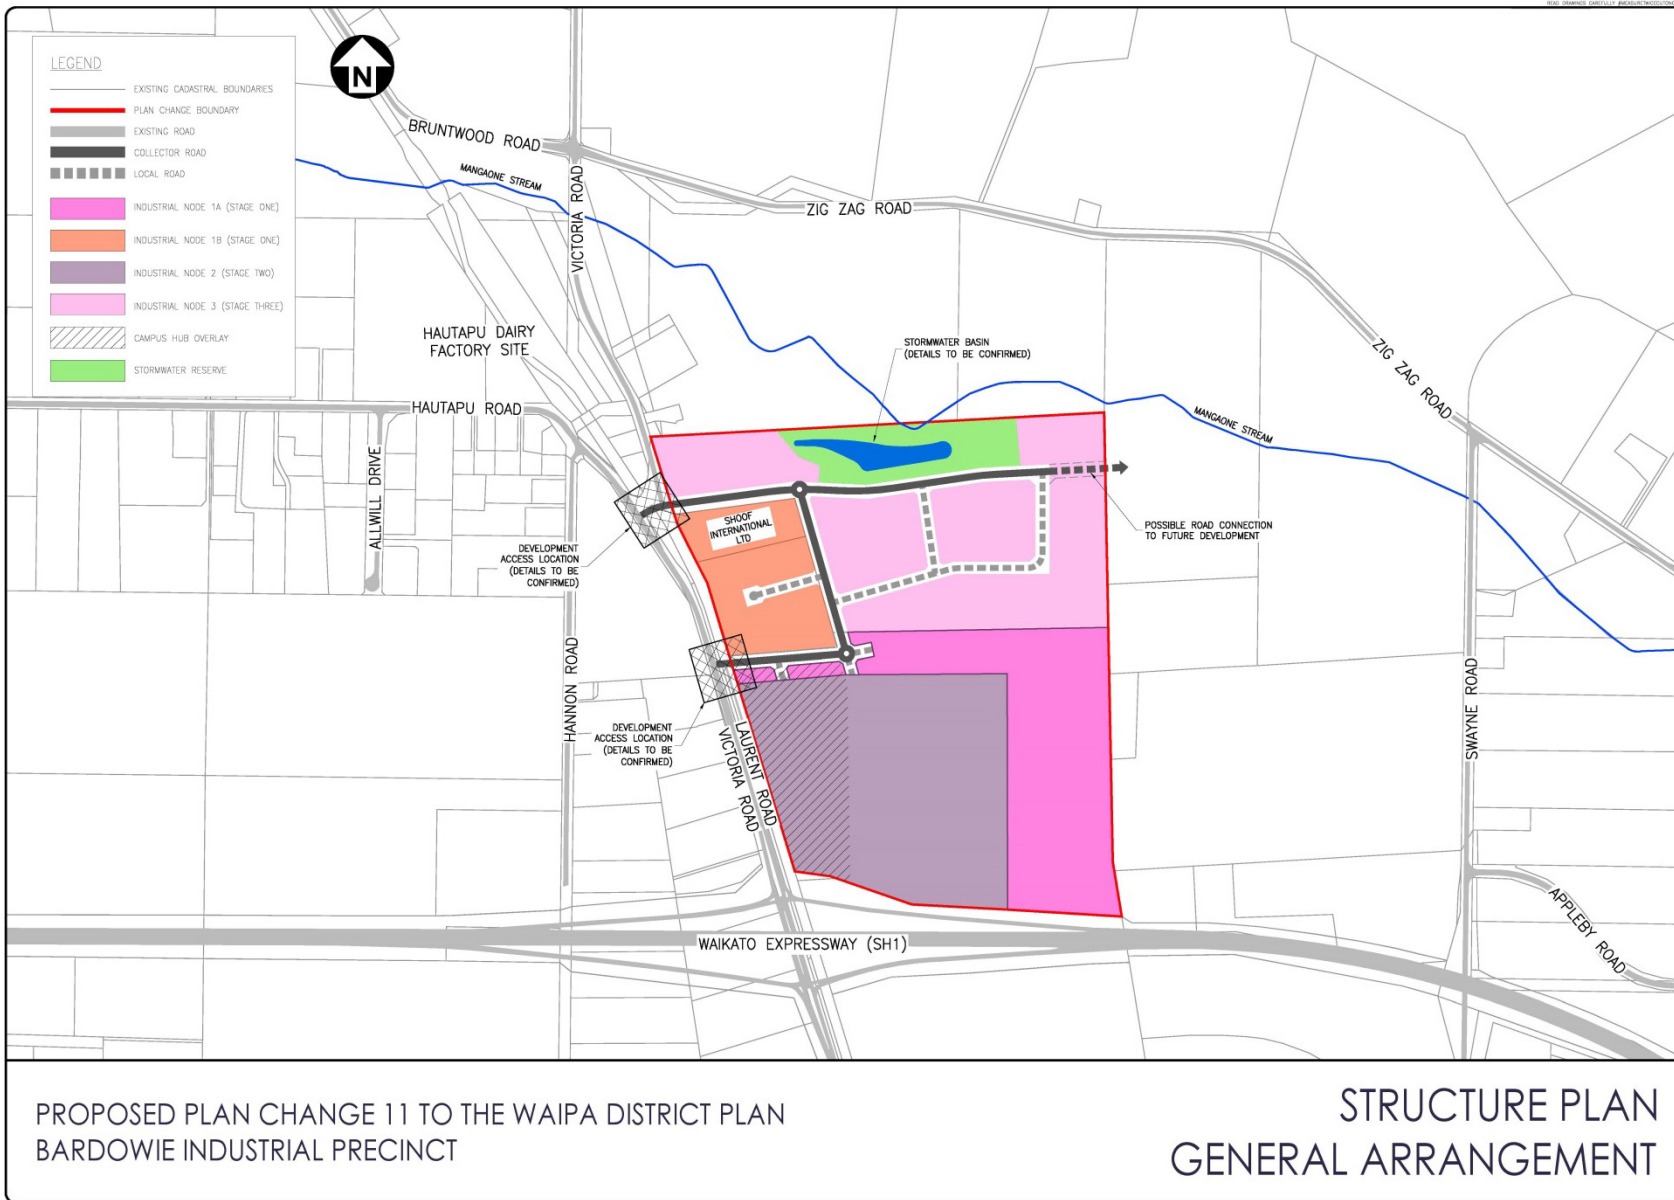 READ DRAWINGS CAREFULLY
LEGEND
EXISTING CADASTRAL BOUNDARIES
PLAN CHANGE BOUNDARY
EXISTING ROAD
COLLECTOR ROAD
LOCAL ROAD
INDUSTRIAL NODE 1A (STAGE ONE)
INDUSTRIAL NODE 1B (STAGE ONE)
INDUSTRIAL NODE 2 (STAGE TWO)
INDUSTRIAL NODE 3 (STAGE THREE)
CAMPUS HUB OVERLAY
STORMWATER RESERVE
N
BRUNTWOOD ROAD
MANGAONE STREAM
VICTORIA ROAD
ZIG ZAG ROAD
HAUTAPU DAIRY
FACTORY SITE
STORMWATER BASIN
(DETAILS TO BE CONFIRMED)
ZIG ZAG ROAD
HAUTAPU ROAD
MANGAONE STREAM
ALLWILL DRIVE
SHOOF
INTERNATIONAL
LTD
POSSIBLE ROAD CONNECTION
TO FUTURE DEVELOPMENT
DEVELOPMENT
ACCESS LOCATION
(DETAILS TO BE
CONFIRMED)
HANNON ROAD
SWAYNE ROAD
DEVELOPMENT
ACCESS LOCATION
(DETAILS TO BE
CONFIRMED)
LAURENT ROAD
VICTORIA ROAD
APPLEBY ROAD
WAIKATO EXPRESSWAY (SH1)
PROPOSED PLAN CHANGE 11 TO THE WAIPA DISTRICT PLAN
BARDOWIE INDUSTRIAL PRECINCT
STRUCTURE PLAN
GENERAL ARRANGEMENT